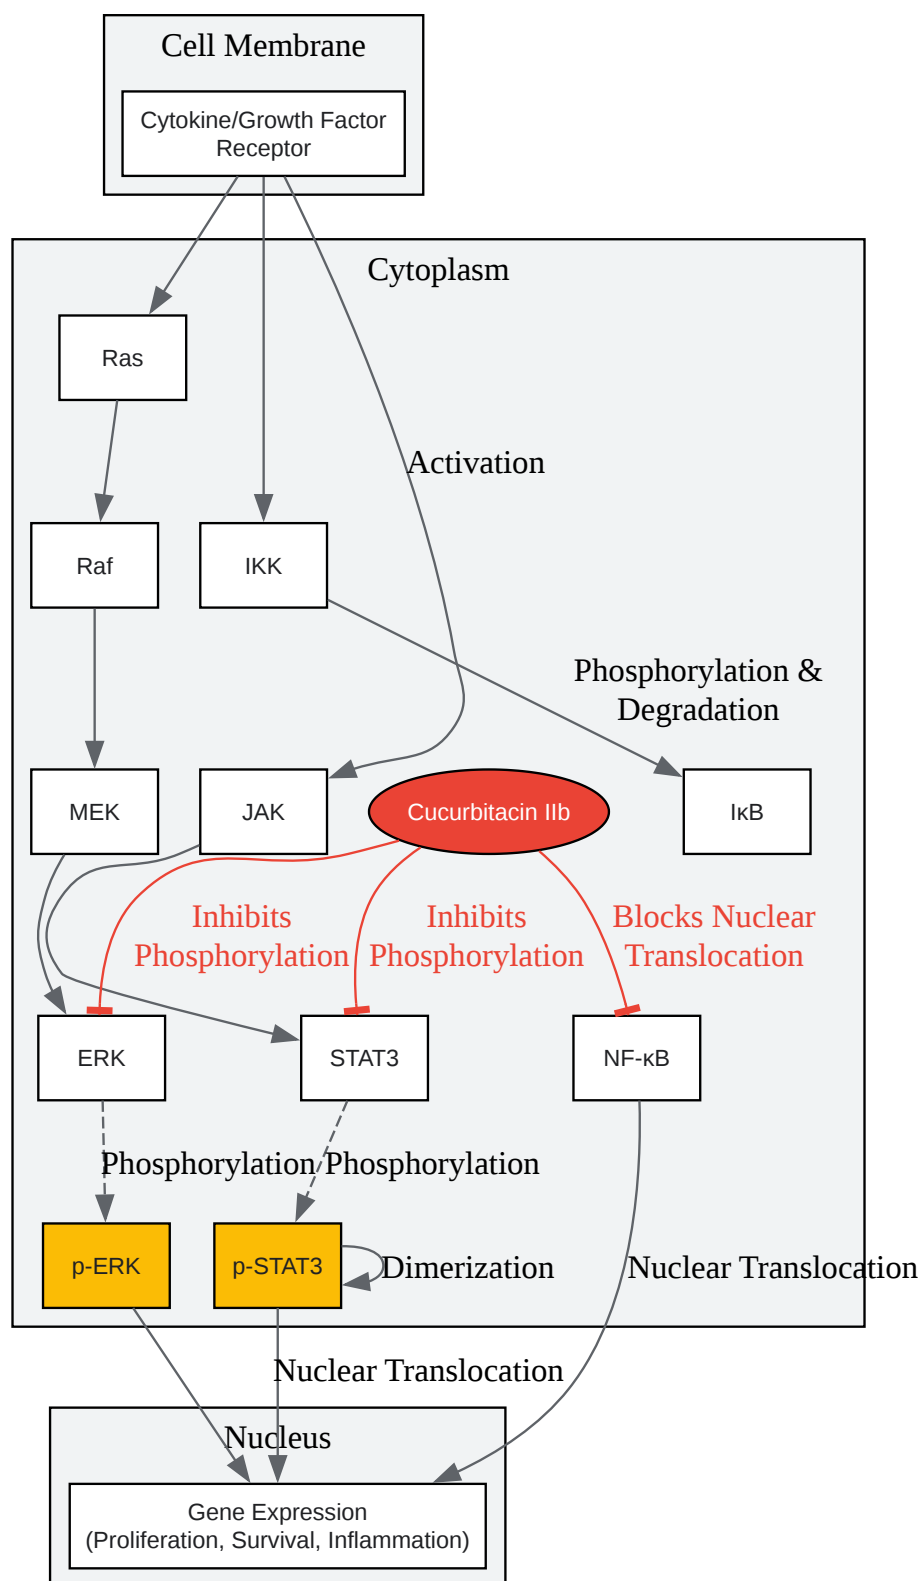 Cell Membrane
Cytokine/Growth Factor
Receptor
Cytoplasm
Ras
Activation
Raf
IKK
Phosphorylation &
Degradation
MEK
JAK
Cucurbitacin IIb
IκB
Inhibits
Phosphorylation
Inhibits
Phosphorylation
Blocks Nuclear
Translocation
ERK
STAT3
NF-κB
Phosphorylation
Phosphorylation
p-ERK
p-STAT3
Dimerization
Nuclear Translocation
Nuclear Translocation
Nucleus
Gene Expression
(Proliferation, Survival, Inflammation)